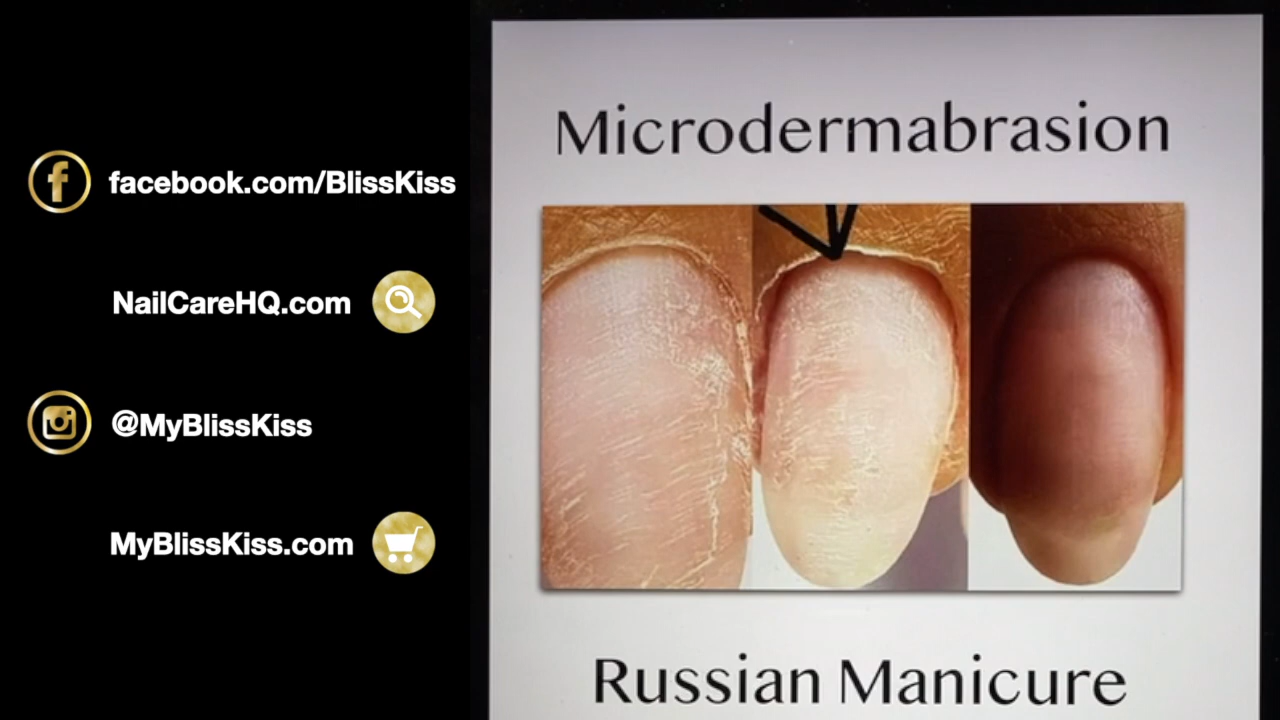 facebook.com/BlissKiss
NailCareHQ.com
@MyBlissKiss
MyBlissKiss.com
Microdermabrasion
Russian Manicure